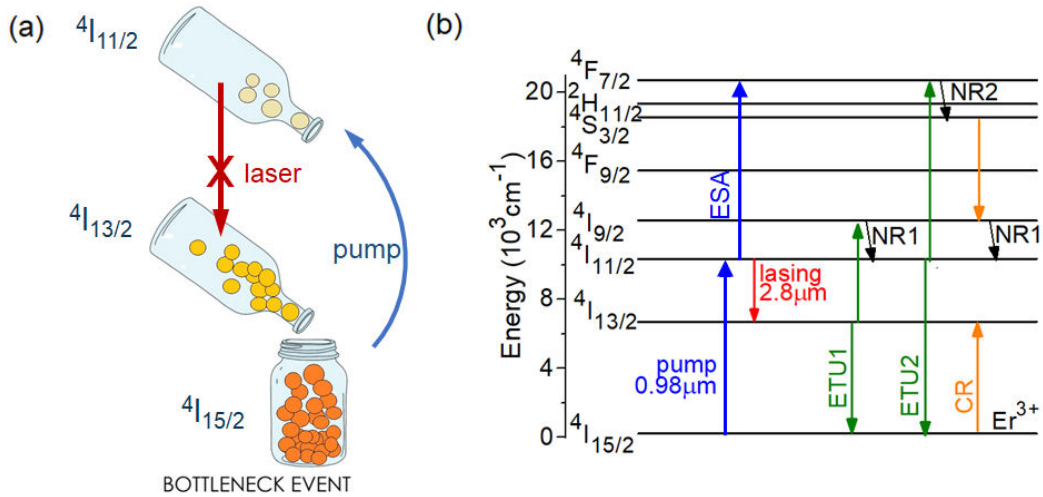 (a)
⁴I₁₁/₂
laser
⁴I₁₃/₂
pump
⁴I₁₅/₂
BOTTLENECK EVENT
(b)
Energy (10³cm⁻¹)
20
16
12
8
4
0
⁴F₇/₂
²H₁₁/₂
⁴S₃/₂
⁴F₉/₂
⁴I₉/₂
⁴I₁₁/₂
⁴I₁₃/₂
⁴I₁₅/₂
NR2
ESA
NR1
NR1
lasing
2.8μm
pump
0.98μm
ETU1
ETU2
CR
Er³⁺